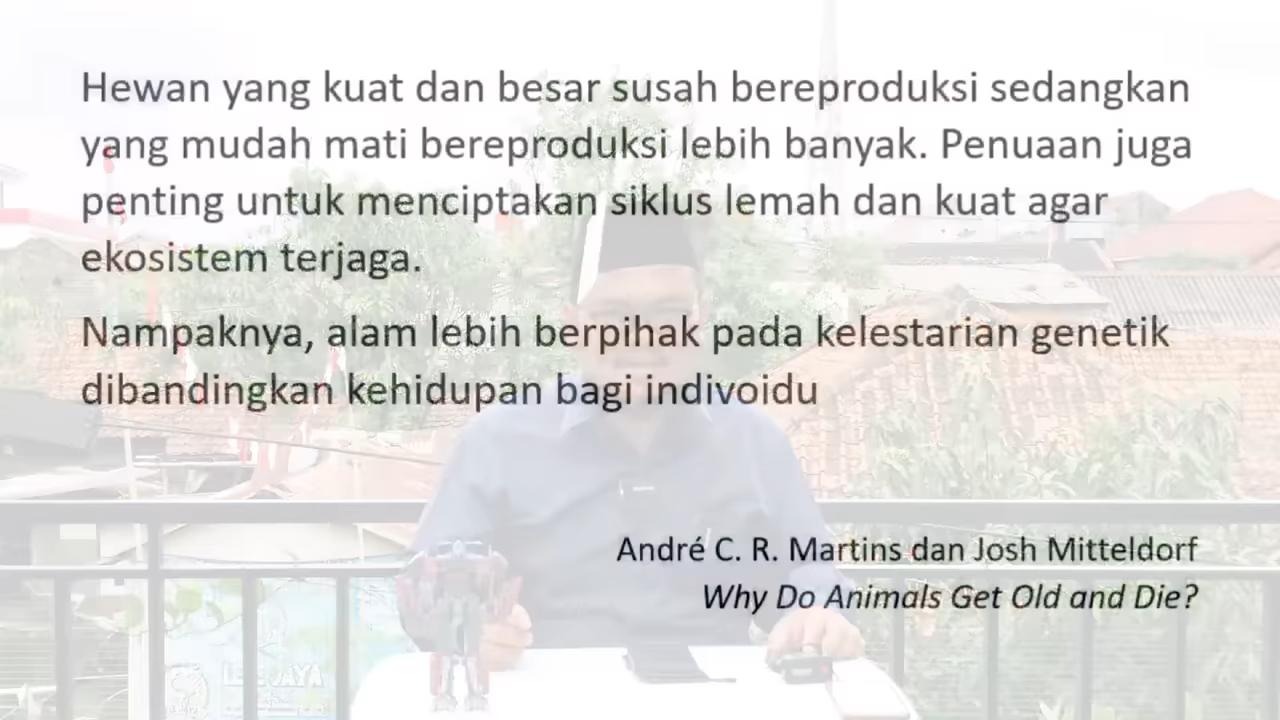 Hewan yang kuat dan besar susah bereproduksi sedangkan
yang mudah mati bereproduksi lebih banyak. Penuaan juga
penting untuk menciptakan siklus lemah dan kuat agar
ekosistem terjaga.
Nampaknya, alam lebih berpihak pada kelestarian genetik
dibandingkan kehidupan bagi indivoidu
André C. R. Martins dan Josh Mitteldorf
Why Do Animals Get Old and Die?